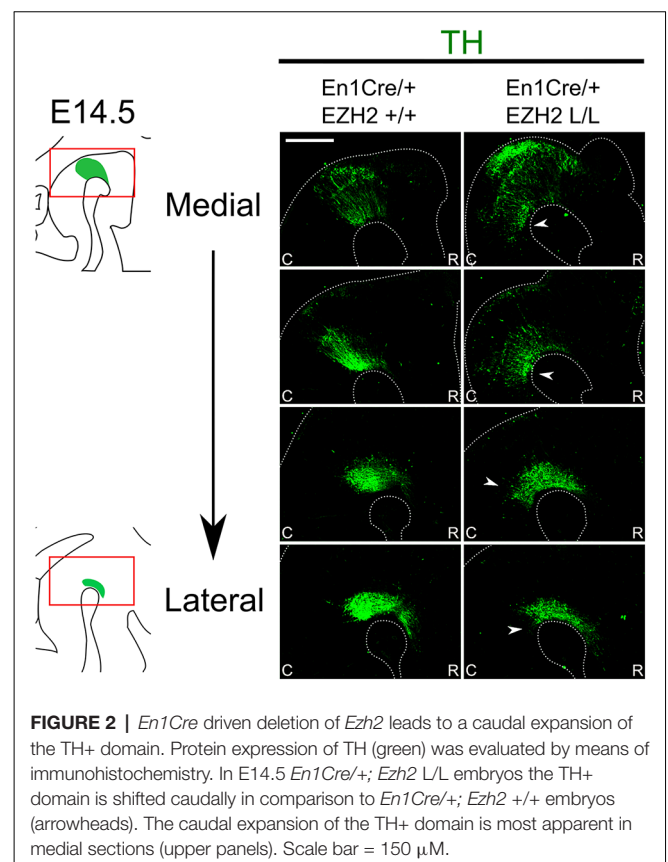 TH
En1Cre/+ En1Cre/+
EZH2 +/+ EZH2 L/L
E14.5
Medial
C R C R
C R C R
C R C R
Lateral
C R C R
FIGURE 2 | En1Cre driven deletion of Ezh2 leads to a caudal expansion of
the TH+ domain. Protein expression of TH (green) was evaluated by means of
immunohistochemistry. In E14.5 En1Cre/+; Ezh2 L/L embryos the TH+
domain is shifted caudally in comparison to En1Cre/+; Ezh2 +/+ embryos
(arrowheads). The caudal expansion of the TH+ domain is most apparent in
medial sections (upper panels). Scale bar = 150 μM.